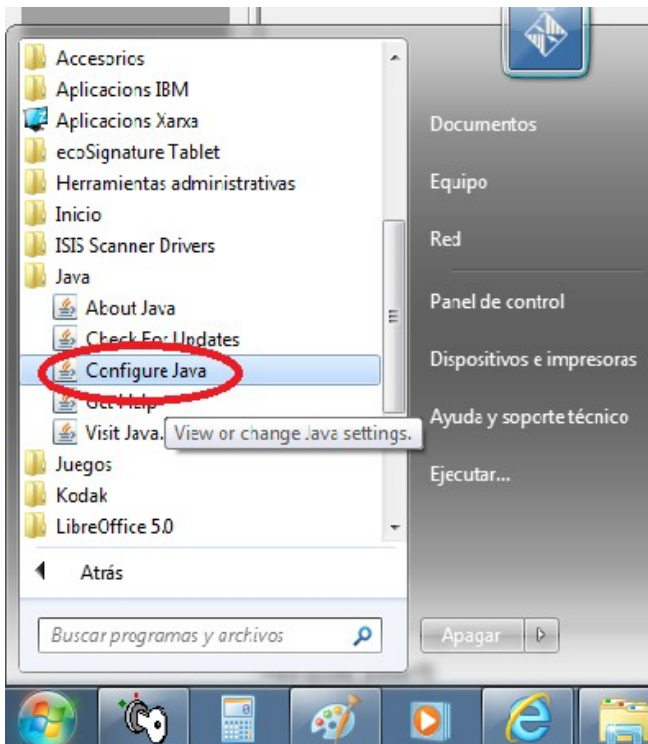 Accesorios
Aplicacions IBM
Aplicacions Xarxa
ecoSignature Tablet
Herramientas administrativas
Inicio
ISIS Scanner Drivers
Java
About Java
Check For Updates
Configure Java
Get Help
Visit Java.
View or change Java settings.
Juegos
Kodak
LibreOffice 5.0
Atrás
Buscar programas y archivos
Documentos
Equipo
Red
Panel de control
Dispositivos e impresoras
Ayuda y soporte técnico
Ejecutar...
Apagar